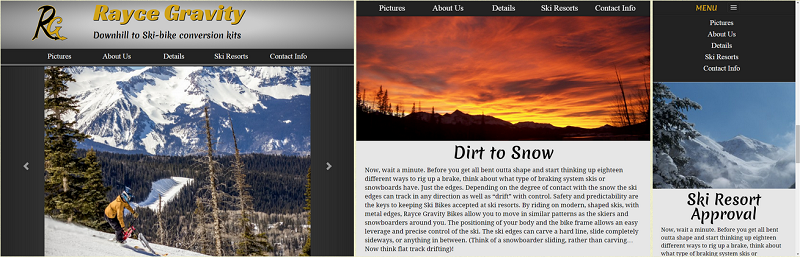 RG
Rayce Gravity
Downhill to Ski-bike conversion kits
Pictures About Us Details Ski Resorts Contact Info
Pictures About Us Details Ski Resorts Contact Info
Dirt to Snow
Now, wait a minute. Before you get all bent outta shape and start thinking up eighteen
different ways to rig up a brake, think about what type of braking system skis or
snowboards have. Just the edges. Depending on the degree of contact with the snow the ski
edges can track in any direction as well as "drift" with control. Safety and predictability are
the keys to keeping Ski Bikes accepted at ski resorts. By riding on modern, shaped skis, with
metal edges, Rayce Gravity Bikes allow you to move in similar patterns as the skiers and
snowboarders around you. The positioning of your body and the bike frame allows an easy
leverage and precise control of the ski. The ski edges can carve a hard line, slide completely
sideways, or anything in between. (Think of a snowboarder sliding, rather than carving...
Now think flat track drifting)!
MENU
Pictures
About Us
Details
Ski Resorts
Contact Info
Ski Resort
Approval
Now, wait a minute. Before you get all bent
outta shape and start thinking up eighteen
different ways to rig up a brake, think about
what type of braking system skis or